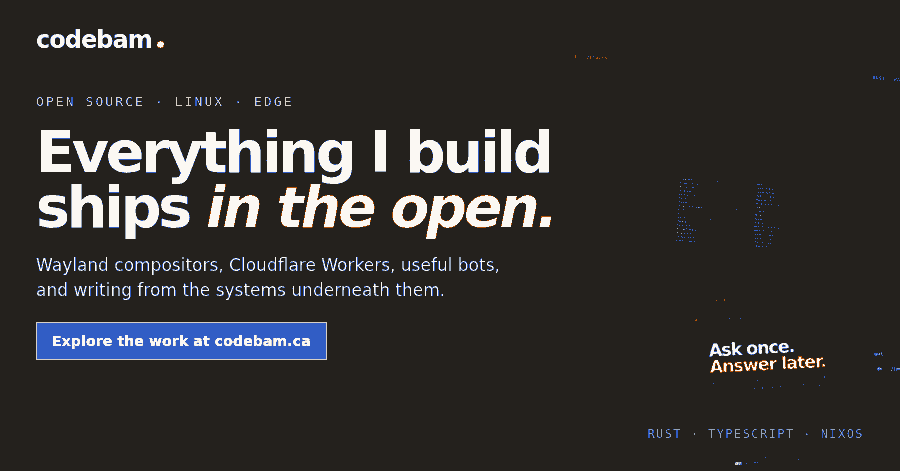 codebam.
OPEN SOURCE · LINUX · EDGE
Everything I build
ships in the open.
Wayland compositors, Cloudflare Workers, useful bots,
and writing from the systems underneath them.
Explore the work at codebam.ca
Ask once.
Answer later.
RUST · TYPESCRIPT · NIXOS